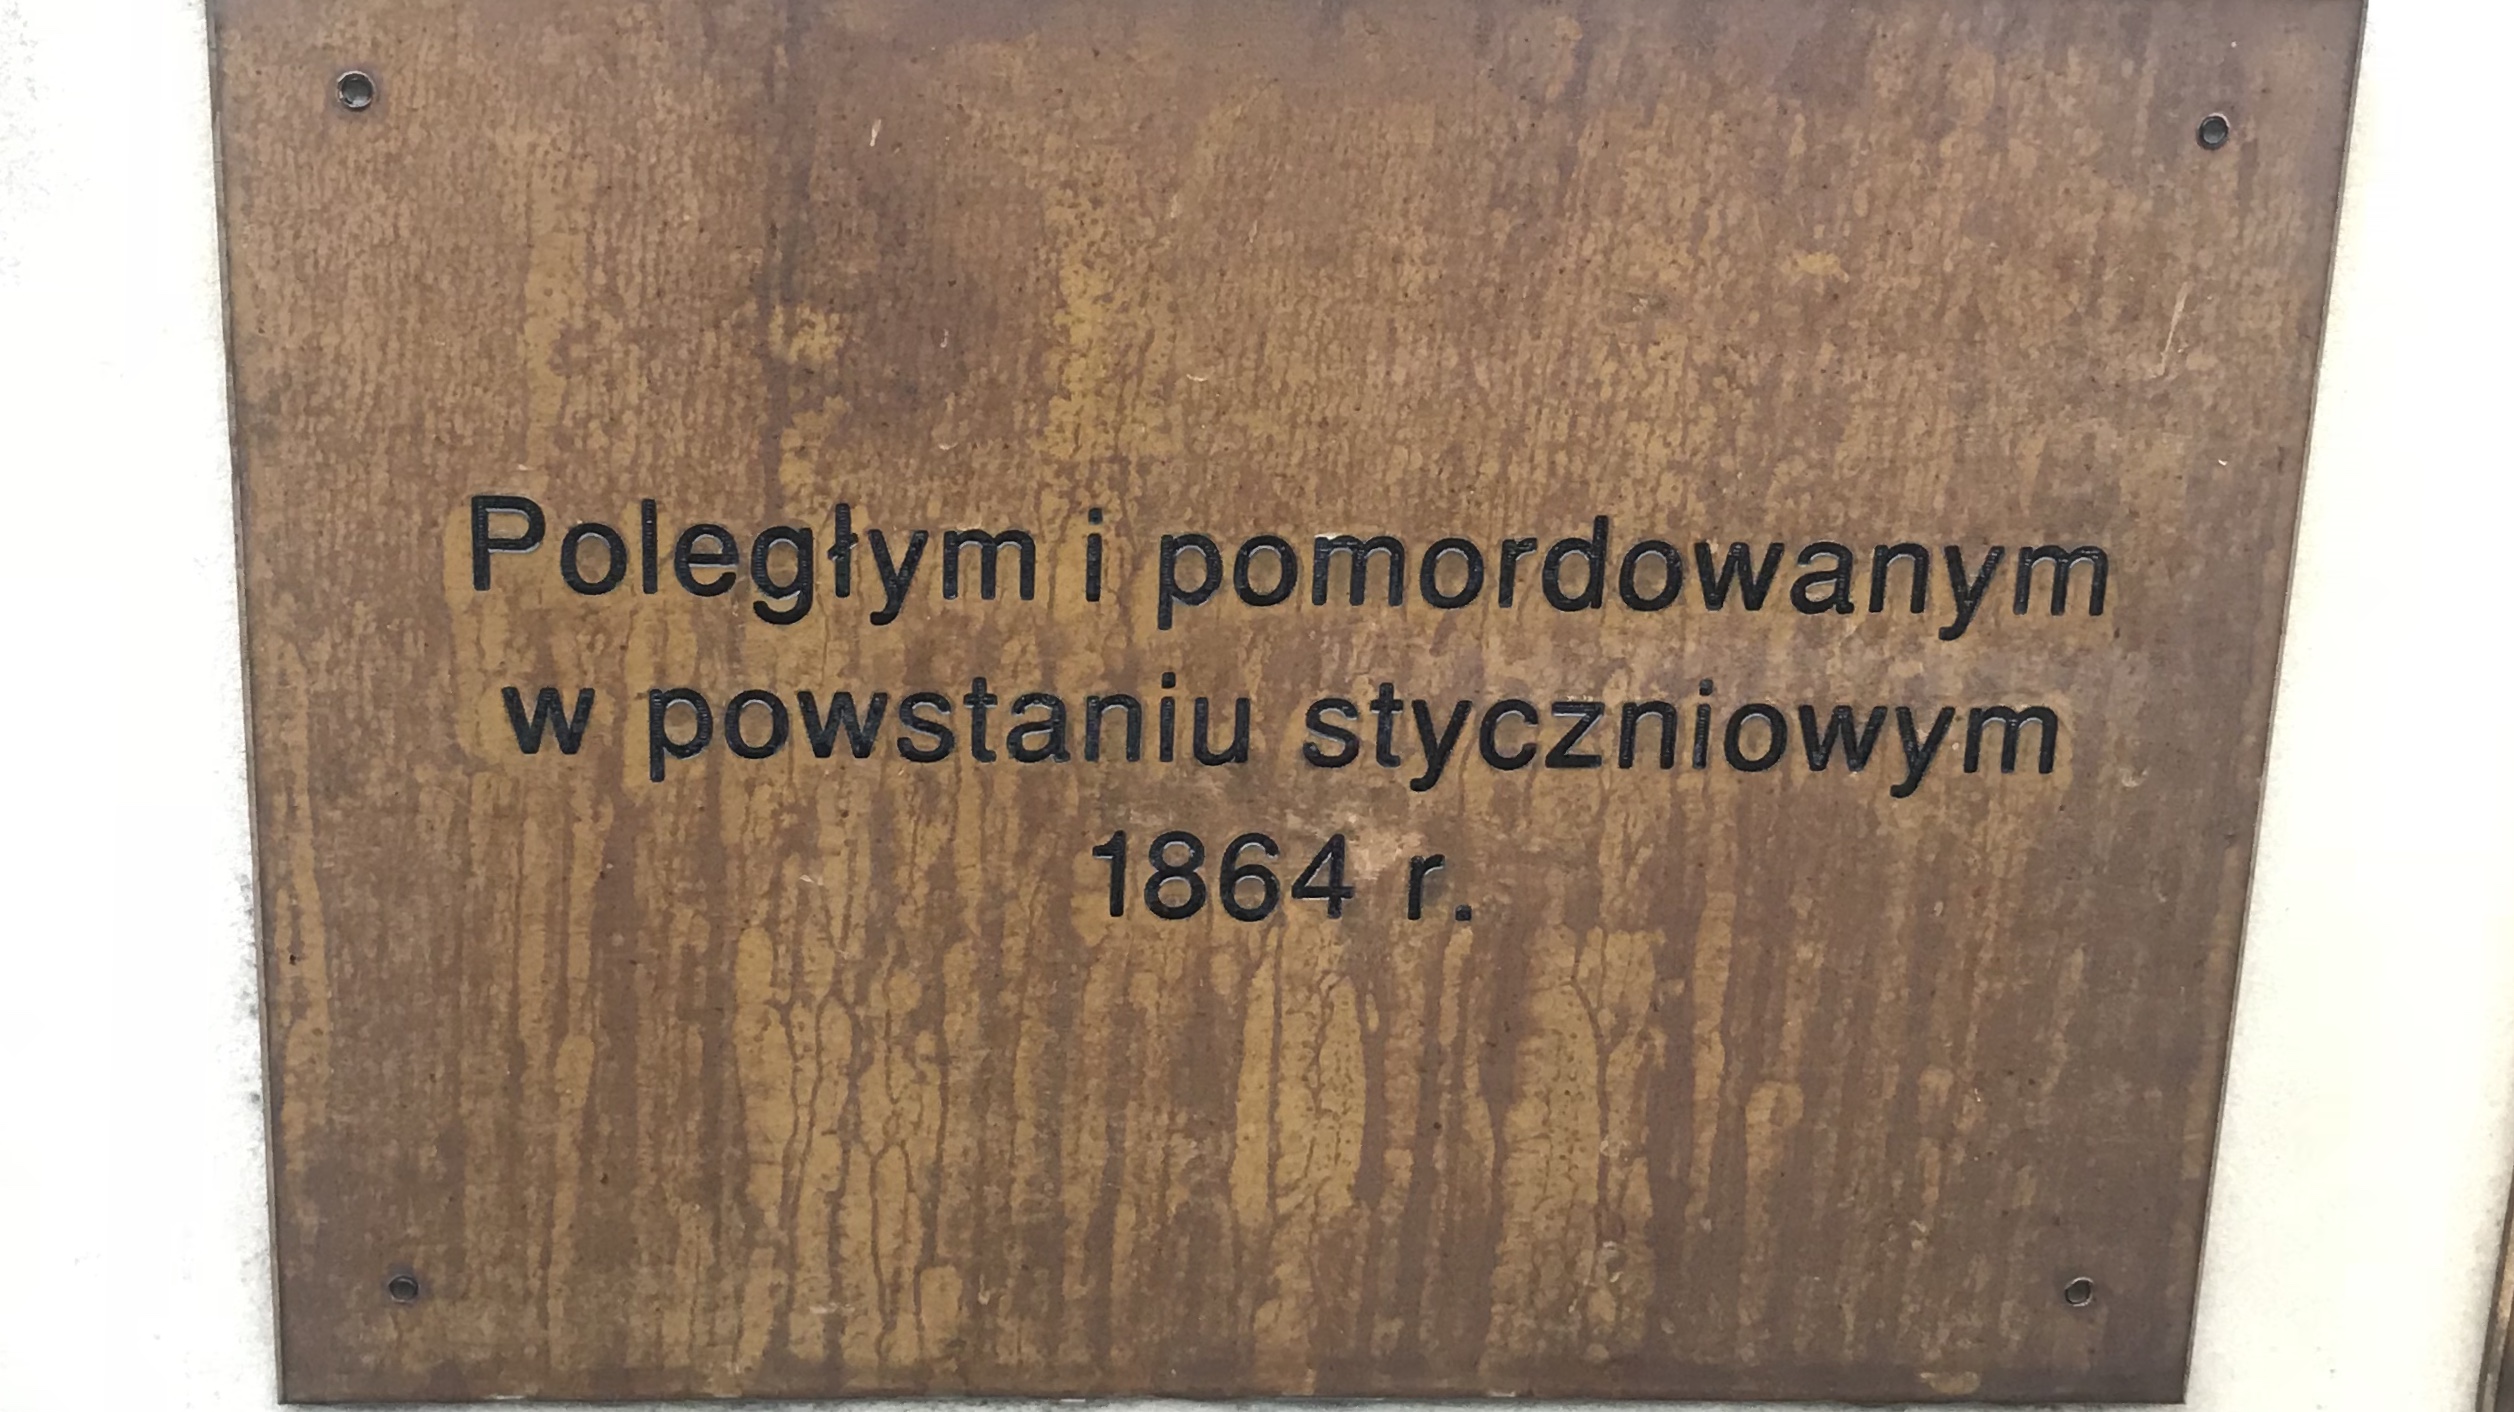 Poległym i pomordowanym
w powstaniu styczniowym
1864 r.